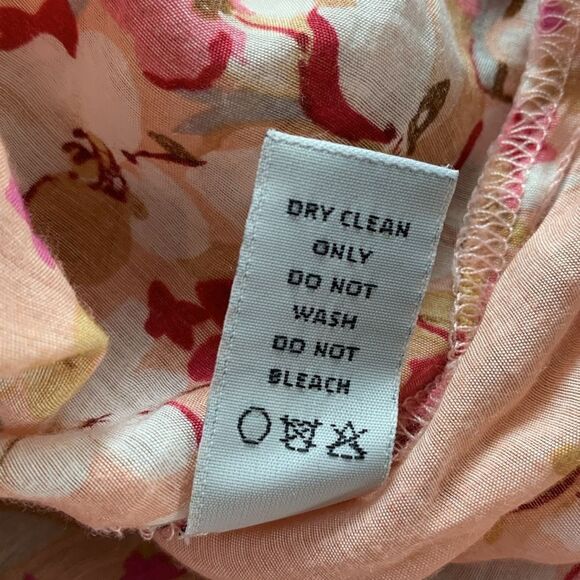 DRY CLEAN
ONLY
DO NOT
WASH
DO NOT
BLEACH